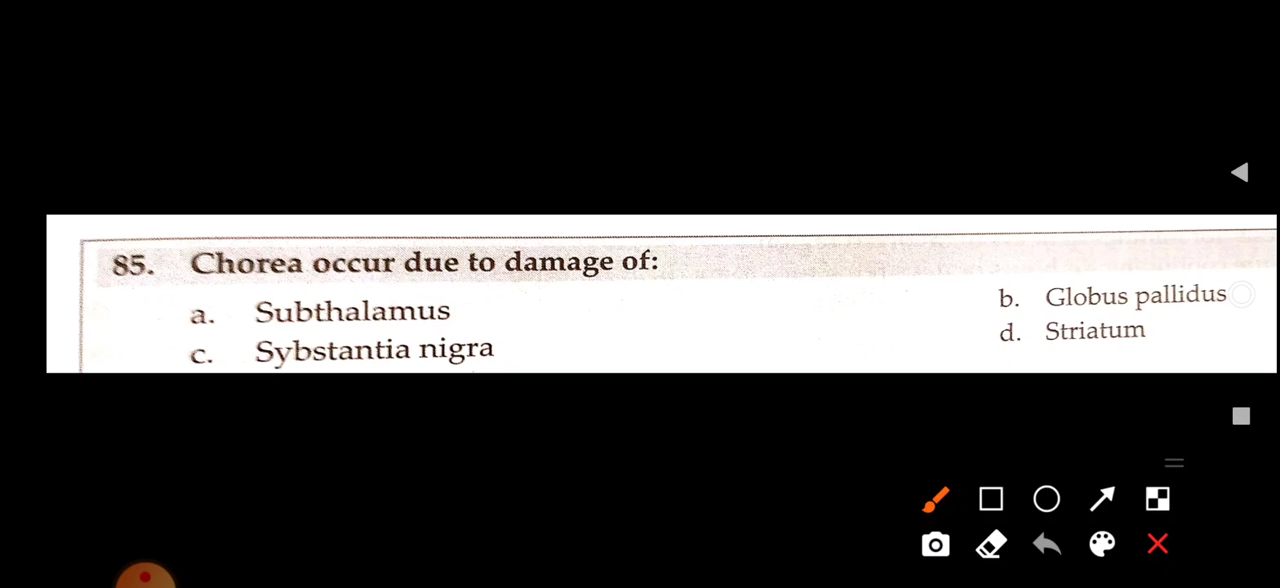 85. Chorea occur due to damage of:
a. Subthalamus
b. Globus pallidus
c. Sybstantia nigra
d. Striatum